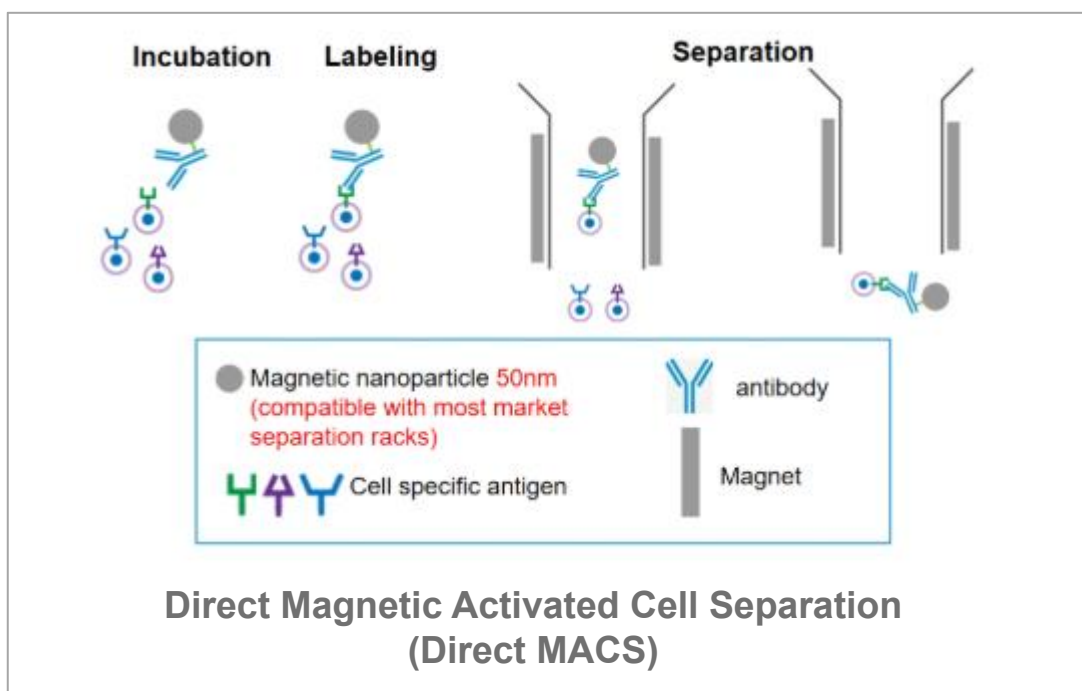 Incubation
Labeling
Separation
Magnetic nanoparticle 50nm
(compatible with most market
separation racks)
Cell specific antigen
antibody
Magnet
Direct Magnetic Activated Cell Separation
(Direct MACS)